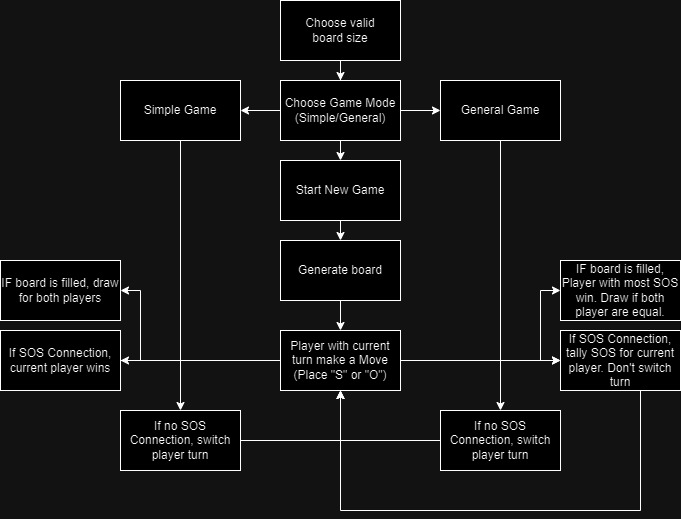 Choose valid
board size
Simple Game
Choose Game Mode
(Simple/General)
General Game
Start New Game
Generate board
IF board is filled, draw
for both players
IF board is filled,
Player with most SOS
win. Draw if both
player are equal.
If SOS Connection,
current player wins
Player with current
turn make a Move
(Place "S" or "O")
If SOS Connection,
tally SOS for current
player. Don't switch
turn
If no SOS
Connection, switch
player turn
If no SOS
Connection, switch
player turn